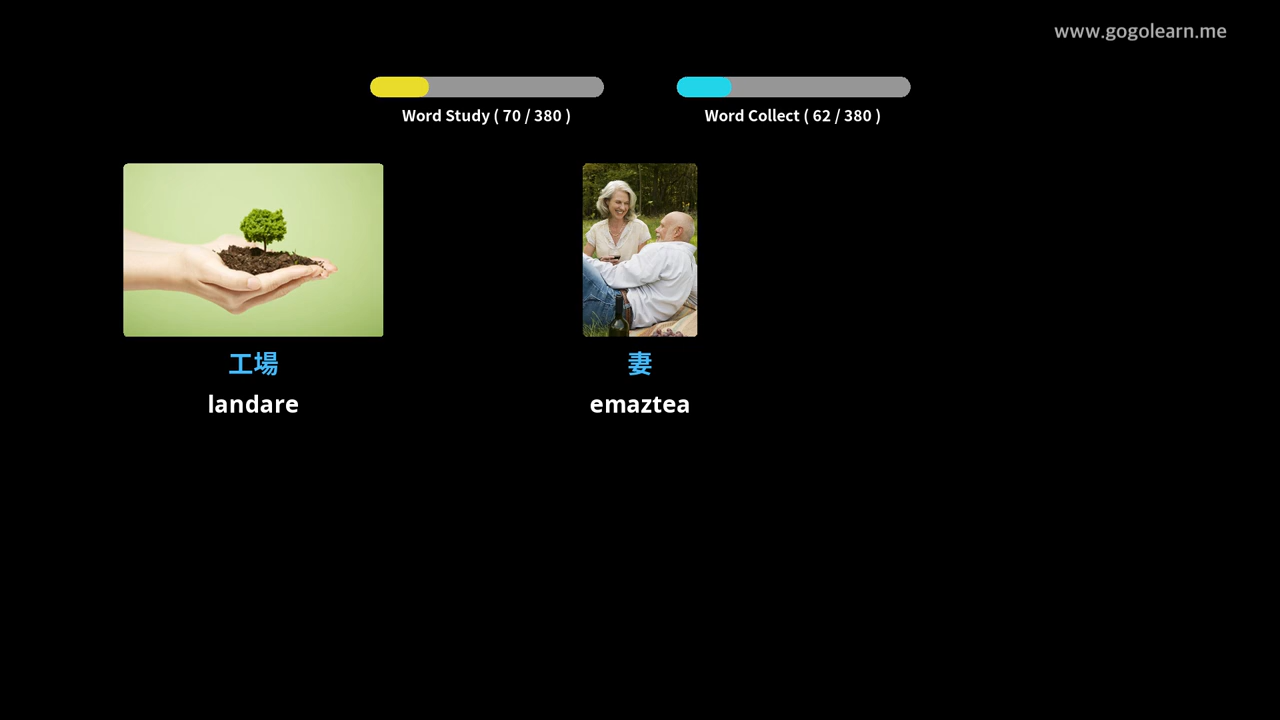 www.gogolearn.me
Word Study ( 70 / 380 )
Word Collect ( 62 / 380 )
工場
landare
妻
emaztea